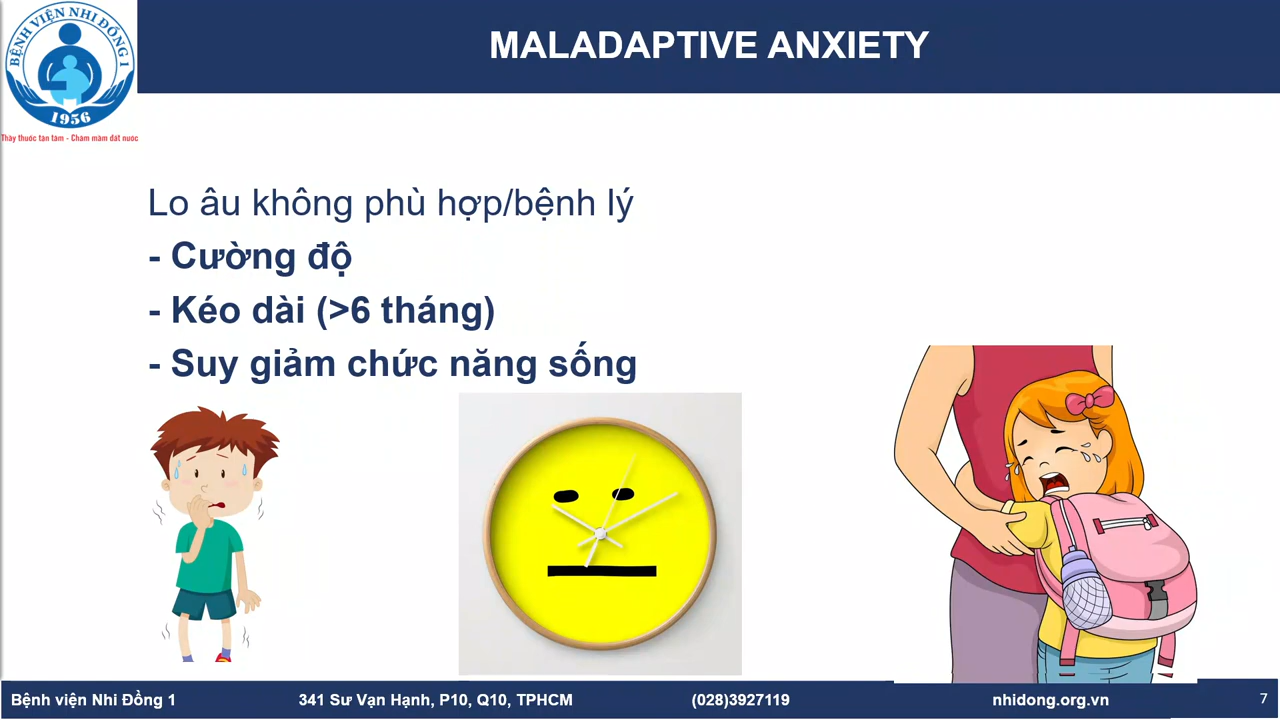 BỆNH VIỆN NHI ĐỒNG 1
1956
Thầy thuốc tận tâm - Chăm mầm đất nước
MALADAPTIVE ANXIETY
Lo âu không phù hợp/bệnh lý
- Cường độ
- Kéo dài (>6 tháng)
- Suy giảm chức năng sống
Bệnh viện Nhi Đồng 1
341 Sư Vạn Hạnh, P10, Q10, TPHCM
(028)3927119
nhidong.org.vn
7